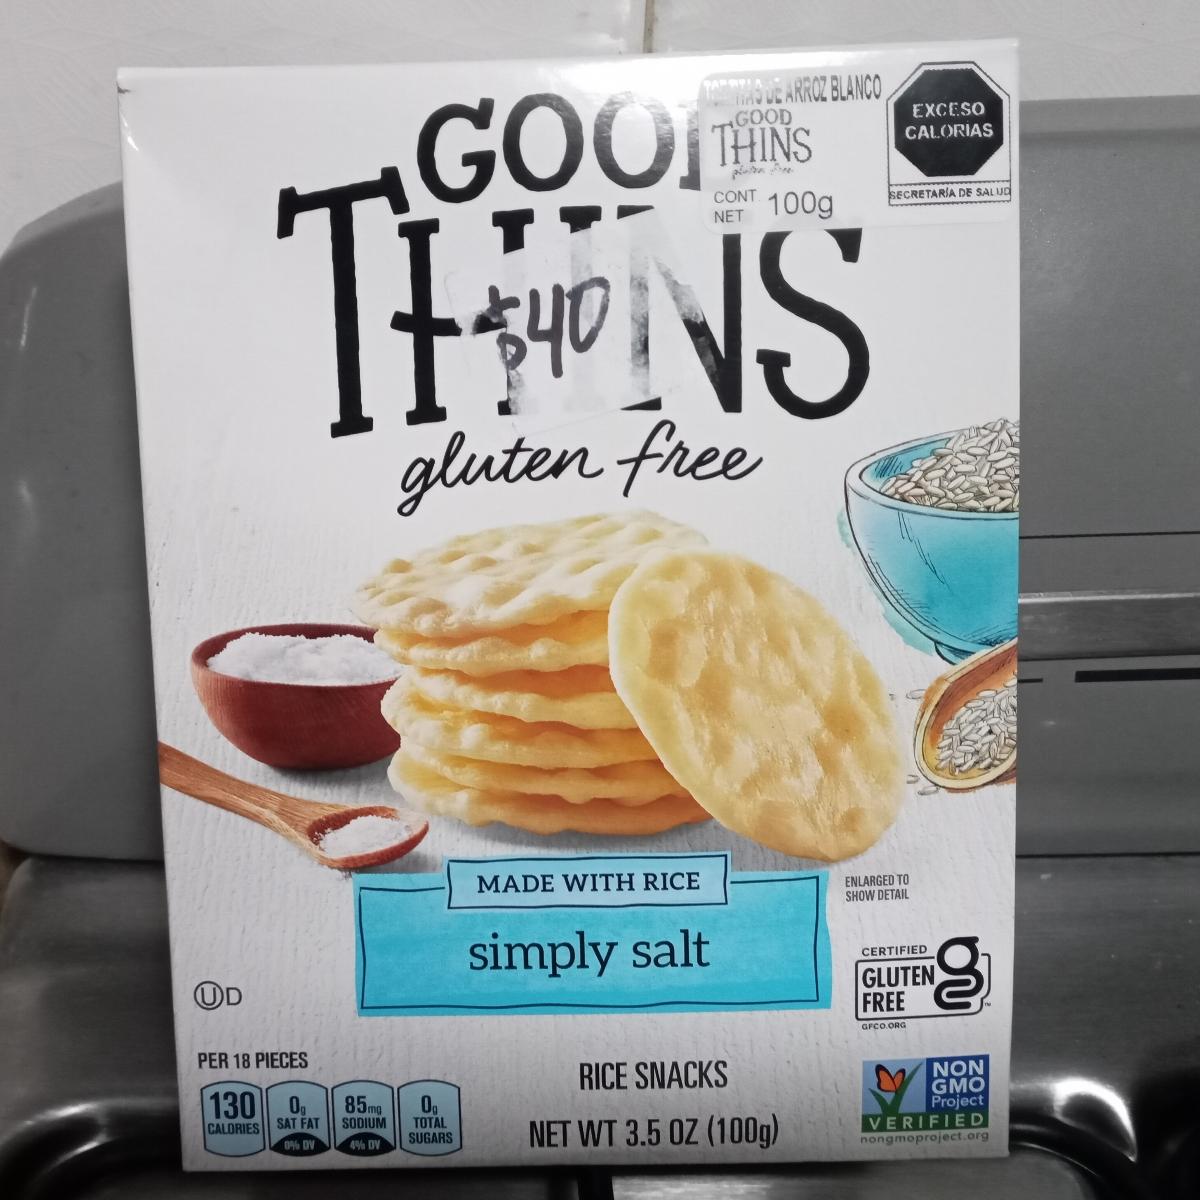 GOOD
THINS
gluten free
$40
TORTITAS DE ARROZ BLANCO
GOOD
THINS
gluten free
CONT. NET 100g
EXCESO
CALORÍAS
SECRETARÍA DE SALUD
MADE WITH RICE
simply salt
ENLARGED TO
SHOW DETAIL
CERTIFIED
GLUTEN
FREE
GFCO.ORG
UD
PER 18 PIECES
130
CALORIES
0g
SAT FAT
0% DV
85mg
SODIUM
4% DV
0g
TOTAL
SUGARS
RICE SNACKS
NET WT 3.5 OZ (100g)
NON
GMO
Project
VERIFIED
nongmoproject.org